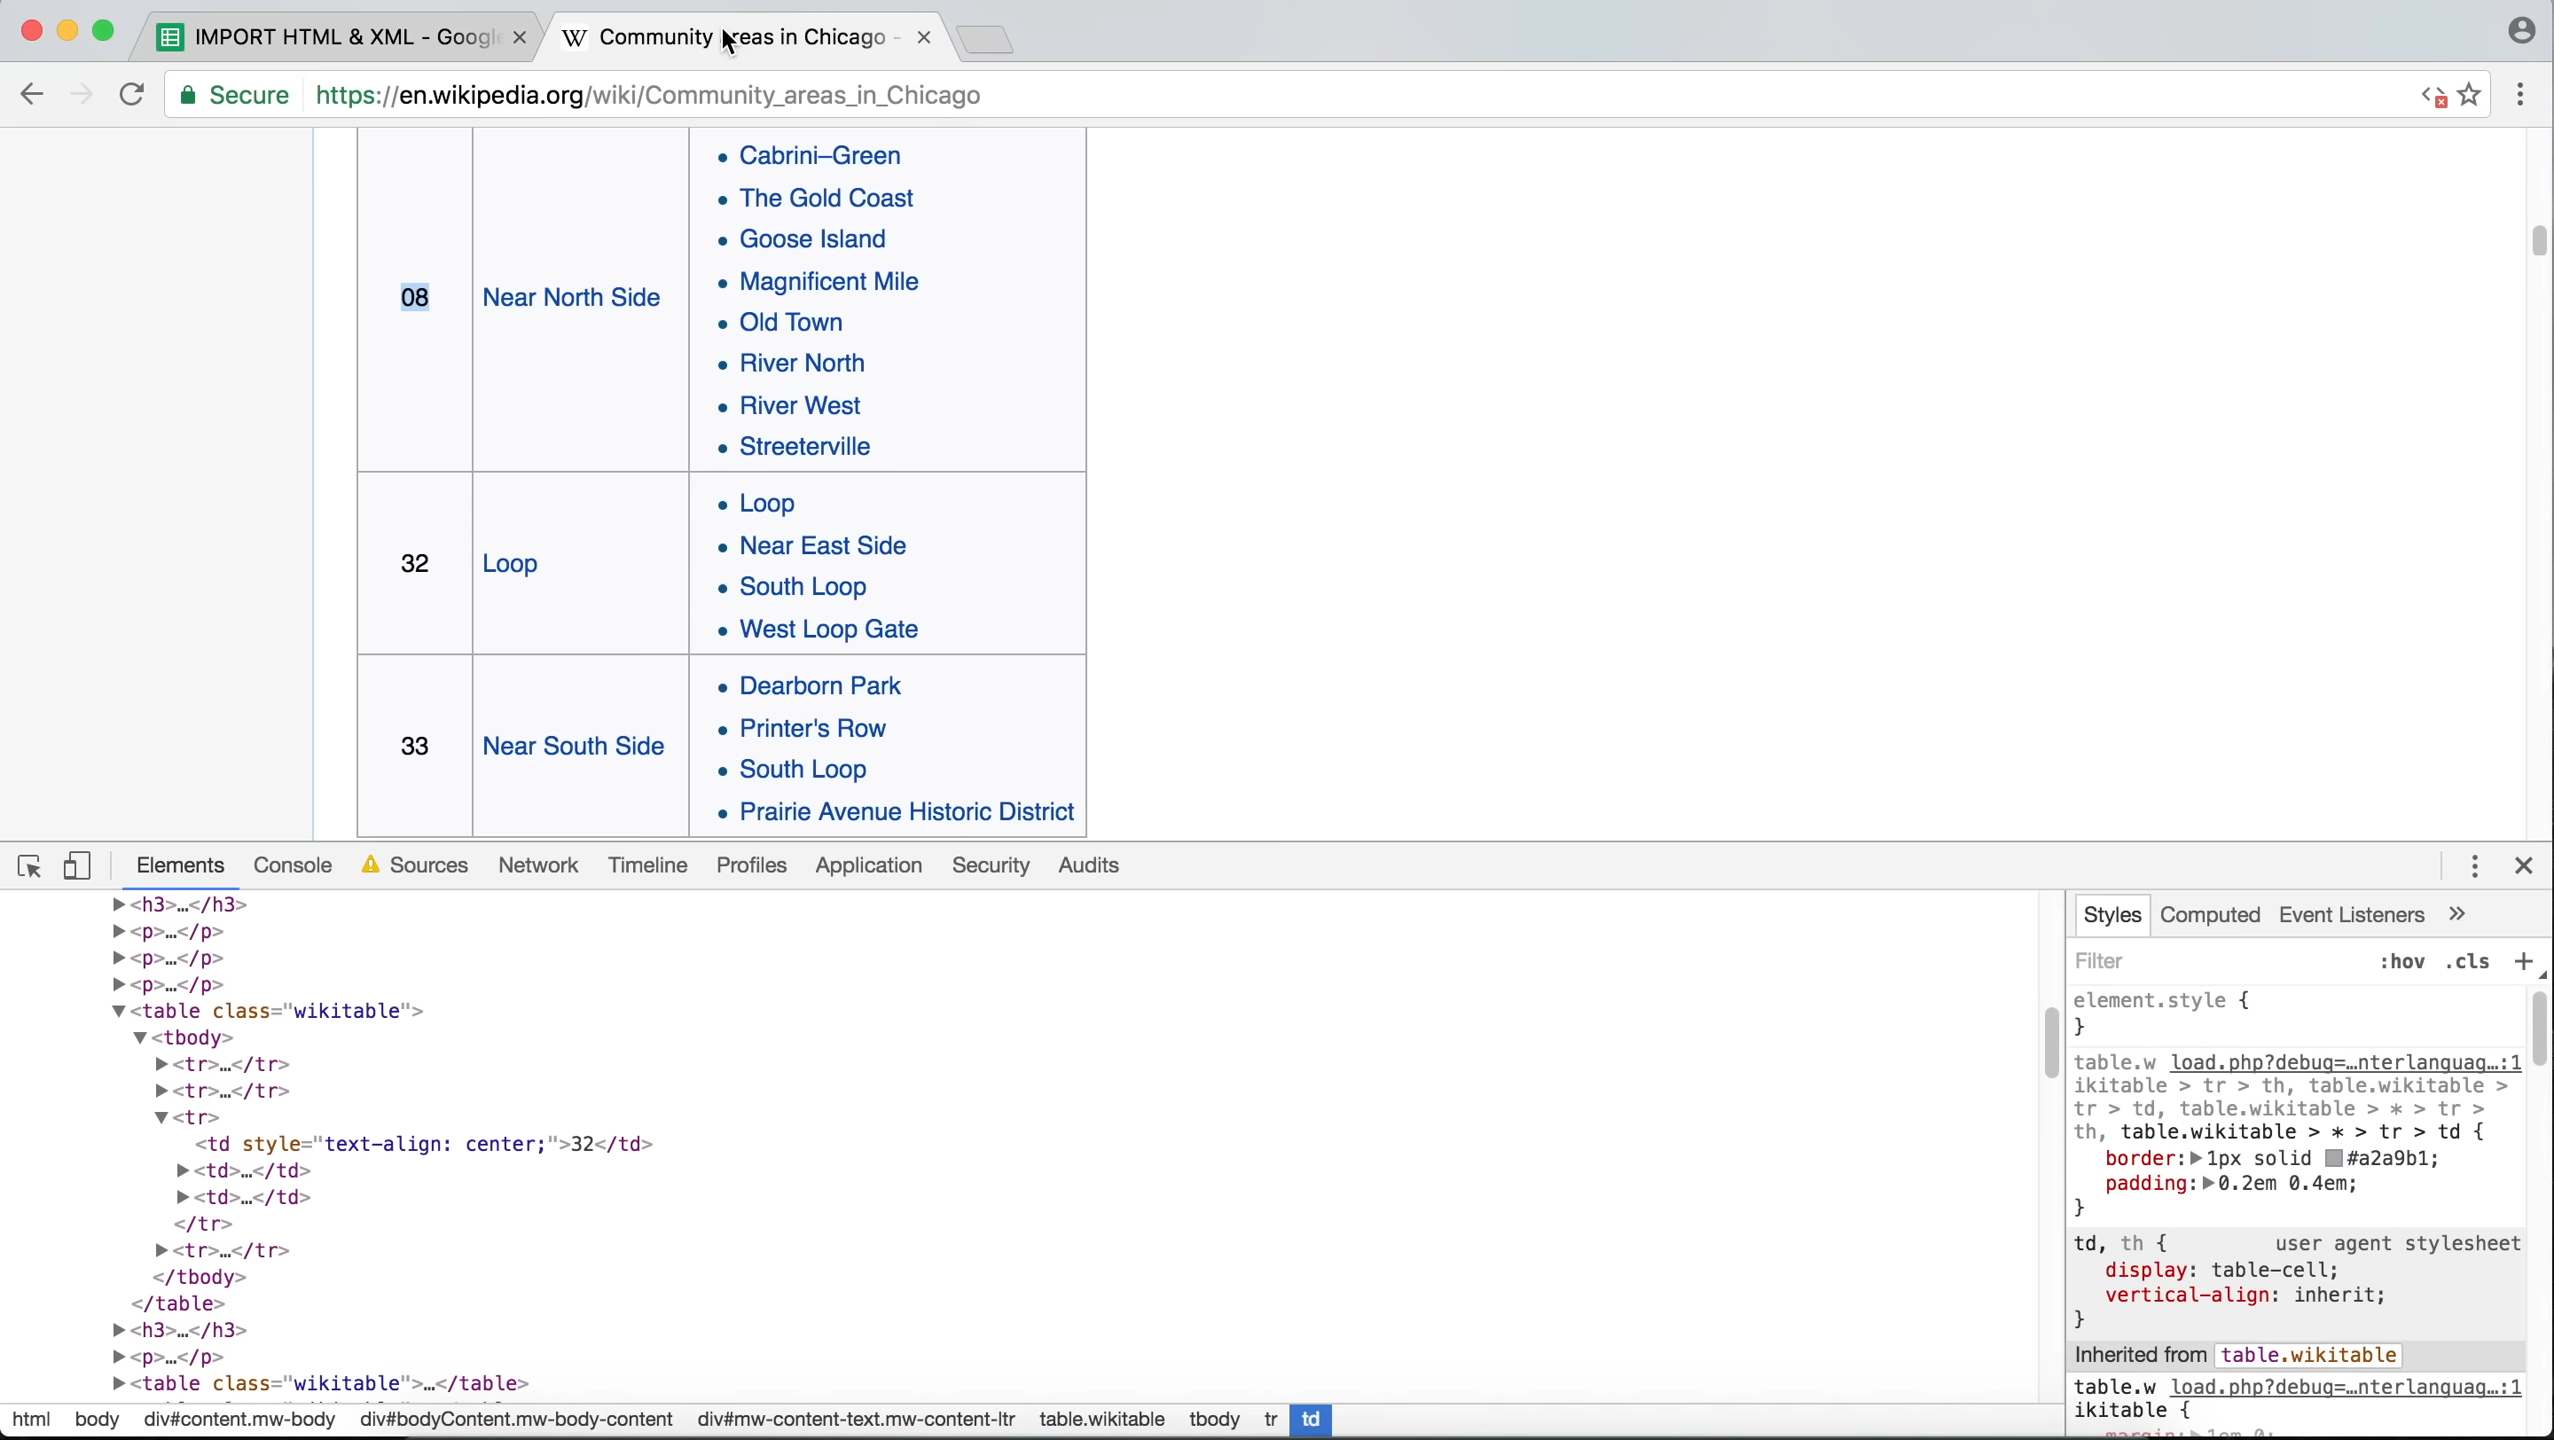 IMPORT HTML & XML - Google
Community Areas in Chicago -
Secure https://en.wikipedia.org/wiki/Community_areas_in_Chicago
08
Near North Side
• Cabrini–Green
• The Gold Coast
• Goose Island
• Magnificent Mile
• Old Town
• River North
• River West
• Streeterville
32
Loop
• Loop
• Near East Side
• South Loop
• West Loop Gate
33
Near South Side
• Dearborn Park
• Printer's Row
• South Loop
• Prairie Avenue Historic District
Elements Console Sources Network Timeline Profiles Application Security Audits
<h3>…</h3>
<p>…</p>
<p>…</p>
<p>…</p>
<table class="wikitable">
<tbody>
<tr>…</tr>
<tr>…</tr>
<tr>
<td style="text-align: center;">32</td>
<td>…</td>
<td>…</td>
</tr>
<tr>…</tr>
</tbody>
</table>
<h3>…</h3>
<p>…</p>
<table class="wikitable">…</table>
html body div#content.mw-body div#bodyContent.mw-body-content div#mw-content-text.mw-content-ltr table.wikitable tbody tr td
Styles Computed Event Listeners »
Filter :hov .cls +
element.style {
}
table.w load.php?debug=…nterlanguag…:1
ikitable > tr > th, table.wikitable >
tr > td, table.wikitable > * > tr >
th, table.wikitable > * > tr > td {
border: 1px solid #a2a9b1;
padding: 0.2em 0.4em;
}
td, th { user agent stylesheet
display: table-cell;
vertical-align: inherit;
}
Inherited from table.wikitable
table.w load.php?debug=…nterlanguag…:1
ikitable {